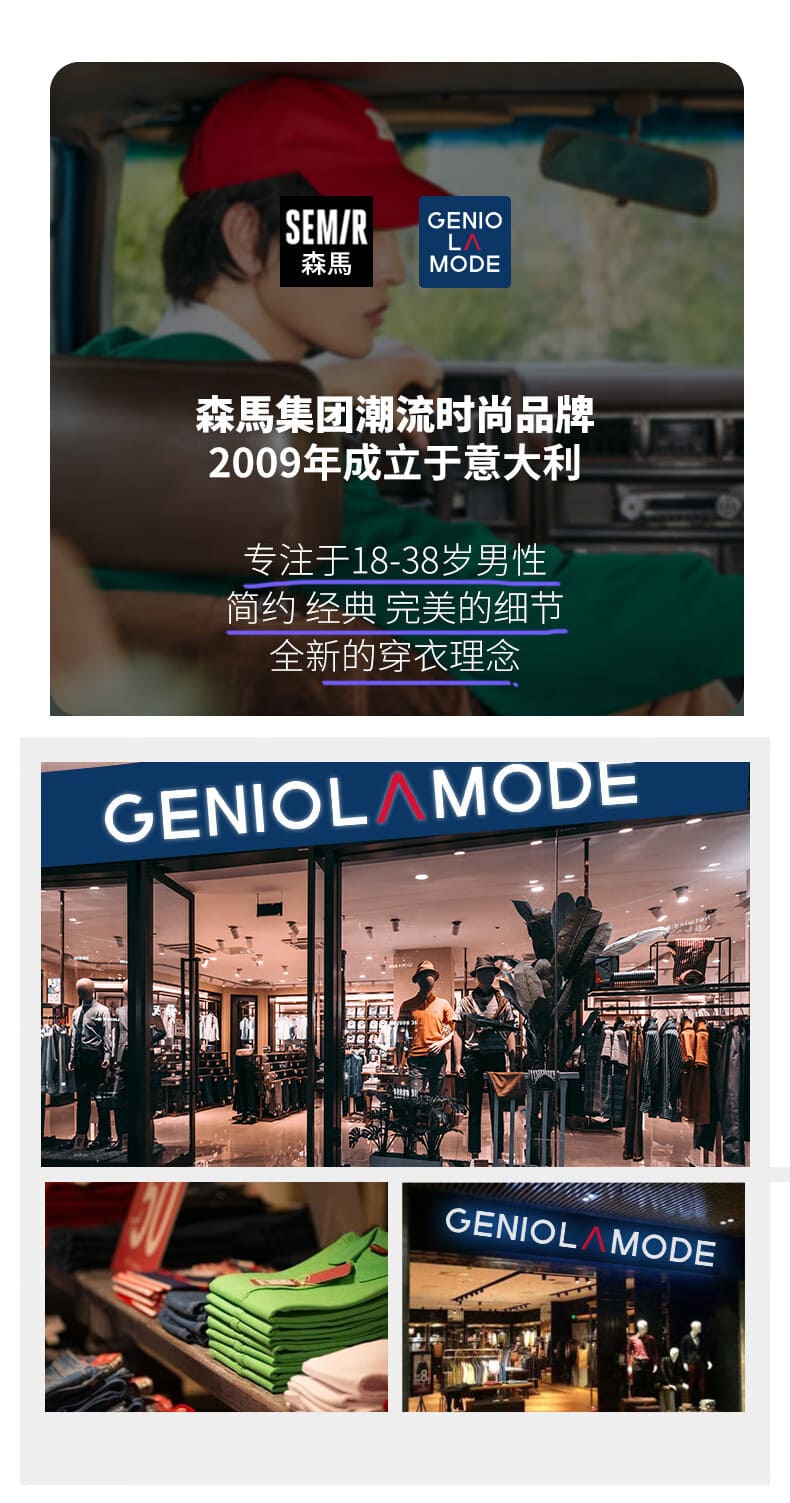 SEM/R
森馬
GENIO
LΛ
MODE
森馬集团潮流时尚品牌
2009年成立于意大利
专注于18-38岁男性
简约 经典 完美的细节
全新的穿衣理念
GENIOLΛMODE
50
GENIOLΛMODE